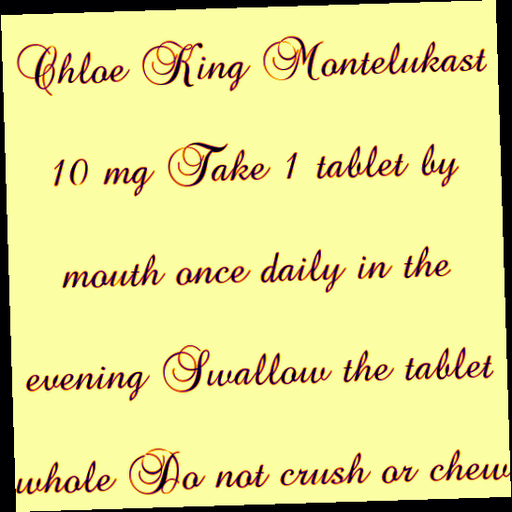 Chloe King Montelukast
10 mg Take 1 tablet by
mouth once daily in the
evening Swallow the tablet
whole Do not crush or chew